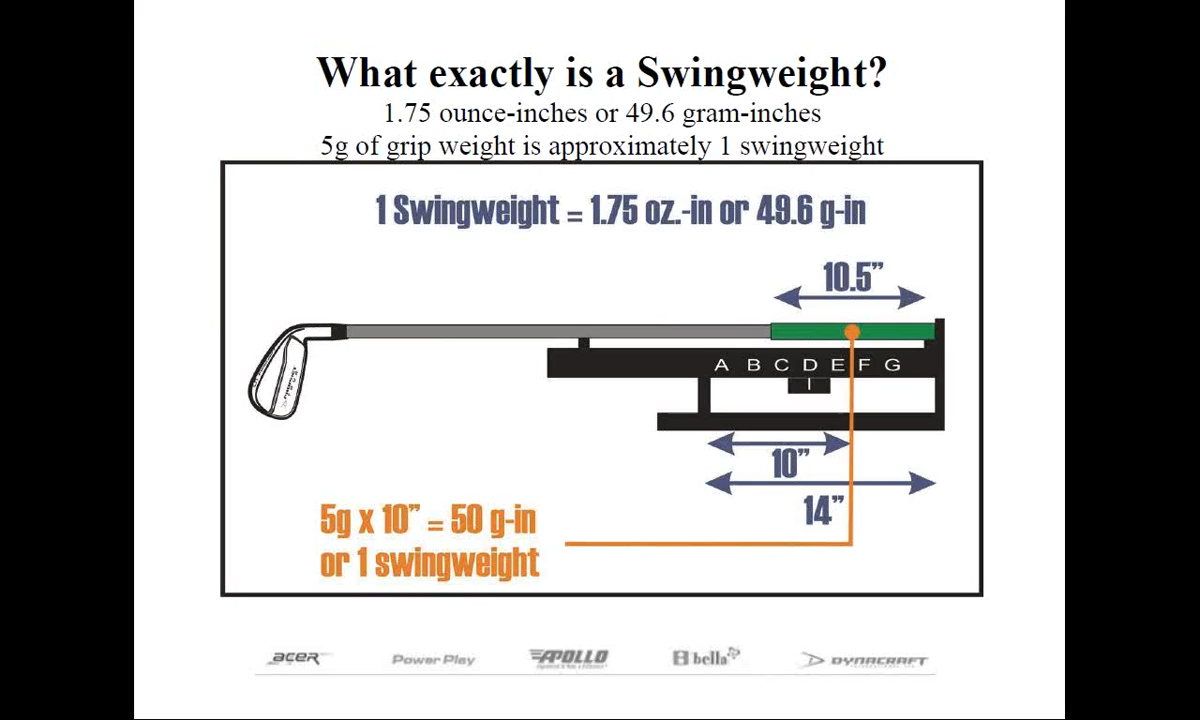 What exactly is a Swingweight?
1.75 ounce-inches or 49.6 gram-inches
5g of grip weight is approximately 1 swingweight
1 Swingweight = 1.75 oz.-in or 49.6 g-in
10.5”
A B C D E F G
10”
14”
5g x 10” = 50 g-in
or 1 swingweight
acer Power Play APOLLO bella DYNACRAFT